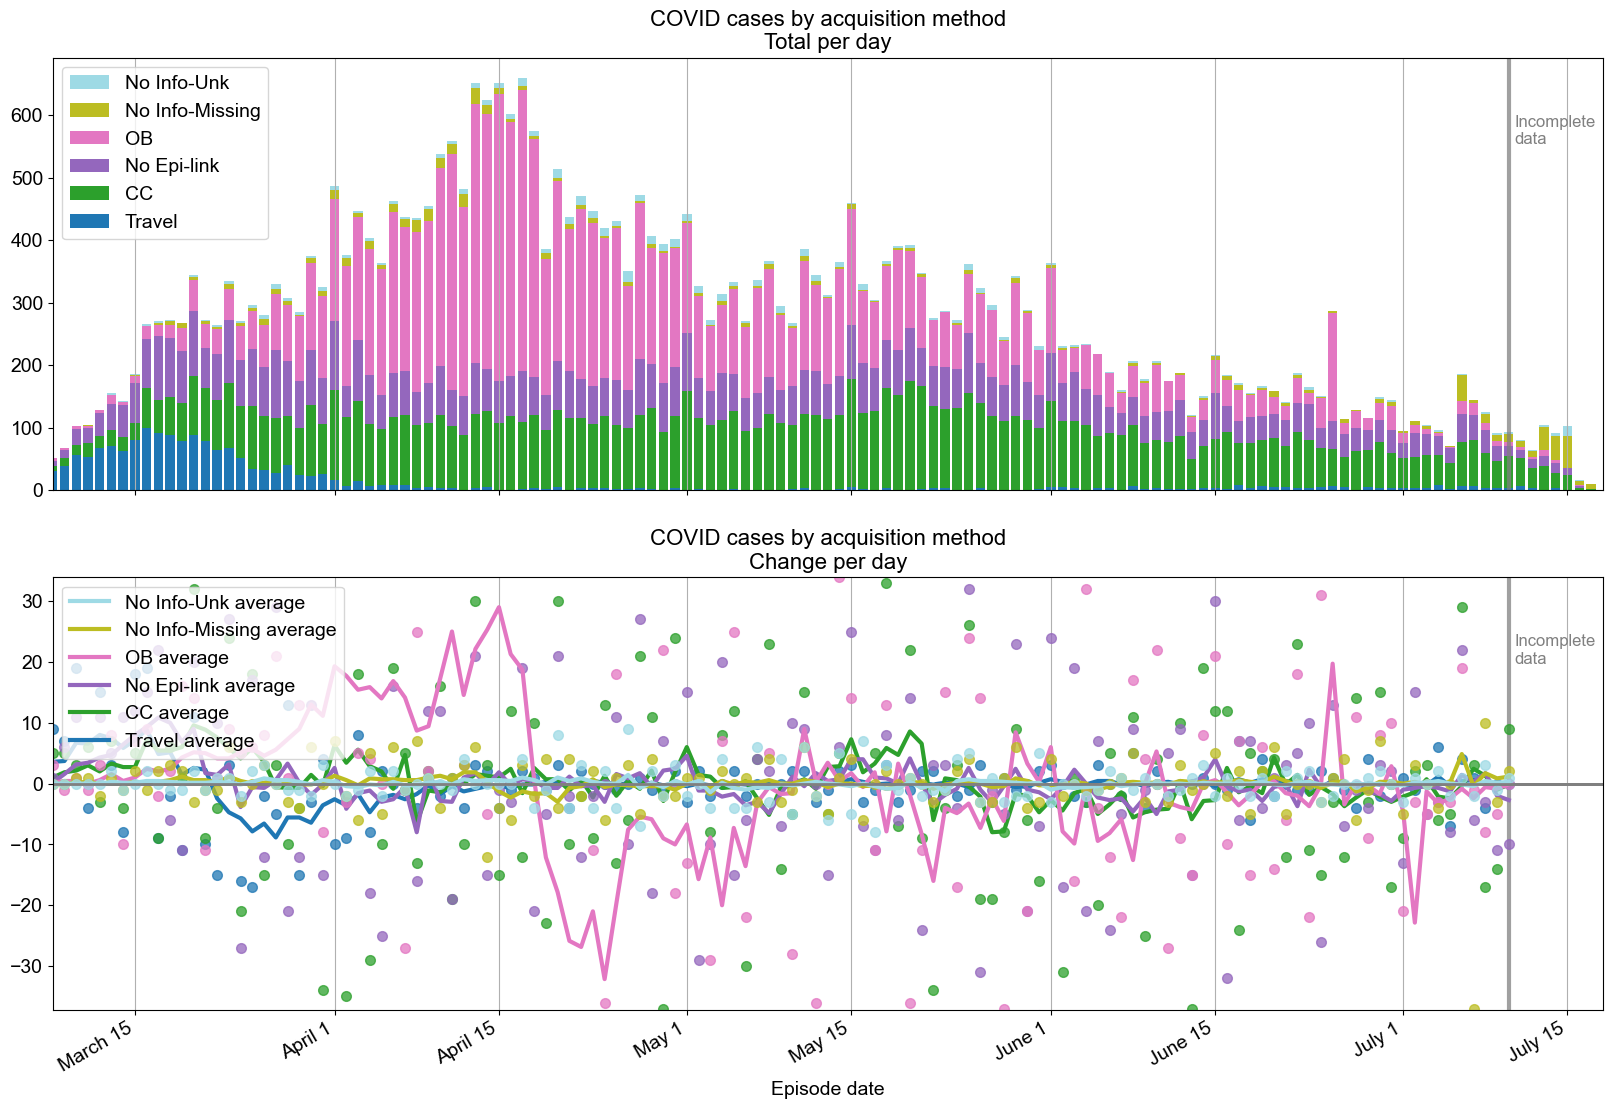 COVID cases by acquisition method
Total per day
No Info-Unk
No Info-Missing
OB
No Epi-link
CC
Travel
Incomplete
data
600
500
400
300
200
100
0
COVID cases by acquisition method
Change per day
No Info-Unk average
No Info-Missing average
OB average
No Epi-link average
CC average
Travel average
Incomplete
data
30
20
10
0
−10
−20
−30
March 15
April 1
April 15
May 1
May 15
June 1
June 15
July 1
July 15
Episode date